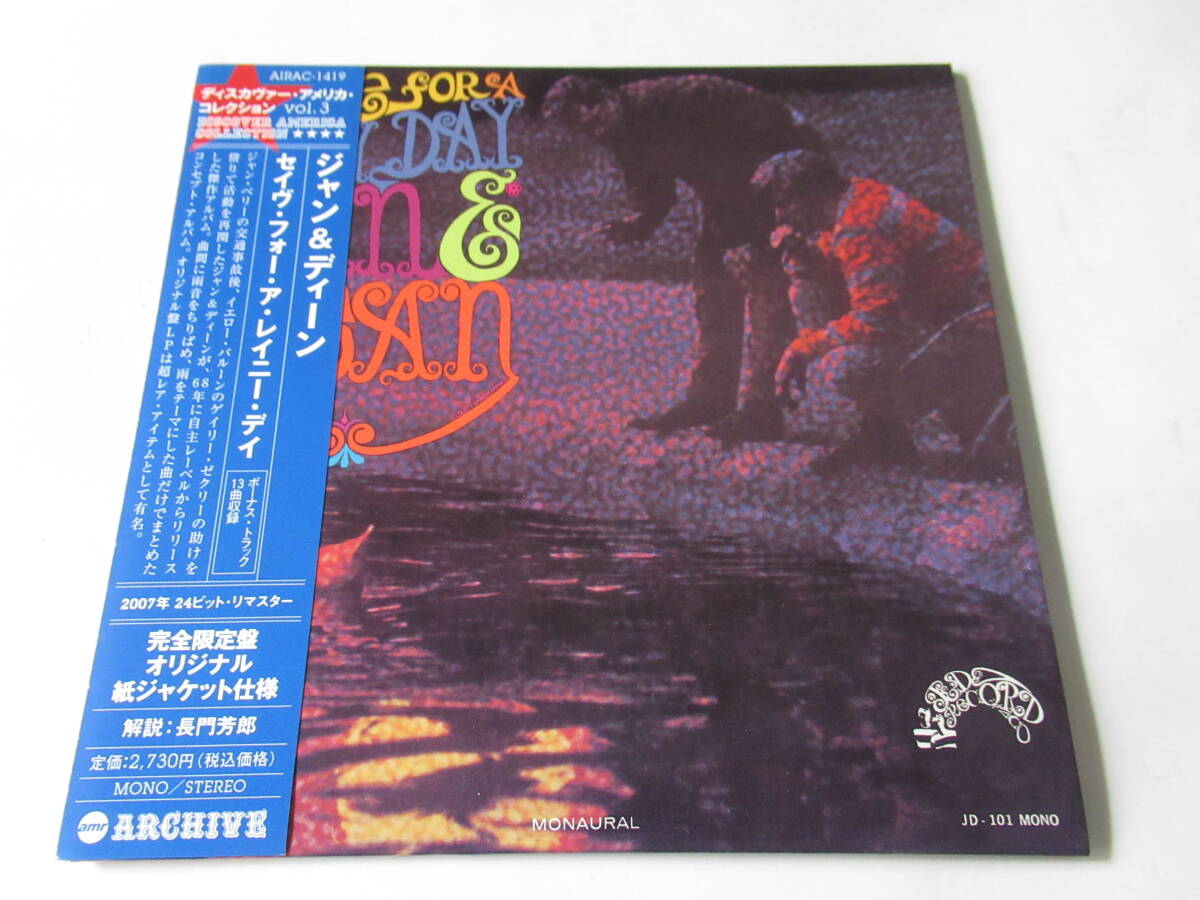 AIRAC-1419
ディスカヴァー・アメリカ・
コレクション vol.3
DISCOVER AMERICA
COLLECTION ★★★★
ジャン&ディーン
セイヴ・フォー・ア・レイニー・デイ
ボーナス・トラック
13曲収録
ジャン・ベリーの交通事故後、イエロー・バルーンのゲイリー・ゼクリーの助けを
借りて活動を再開したジャン&ディーンが、68年に自主レーベルからリリース
した傑作アルバム。曲間に雨音をちりばめ、雨をテーマにした曲だけでまとめた
コンセプト・アルバム。オリジナル盤LPは超レア・アイテムとして有名。
2007年 24ビット・リマスター
完全限定盤
オリジナル
紙ジャケット仕様
解説:長門芳郎
定価:2,730円(税込価格)
MONO/STEREO
amr ARCHIVE
FOR A
DAY
N &
AN
MONAURAL
JD-101 MONO